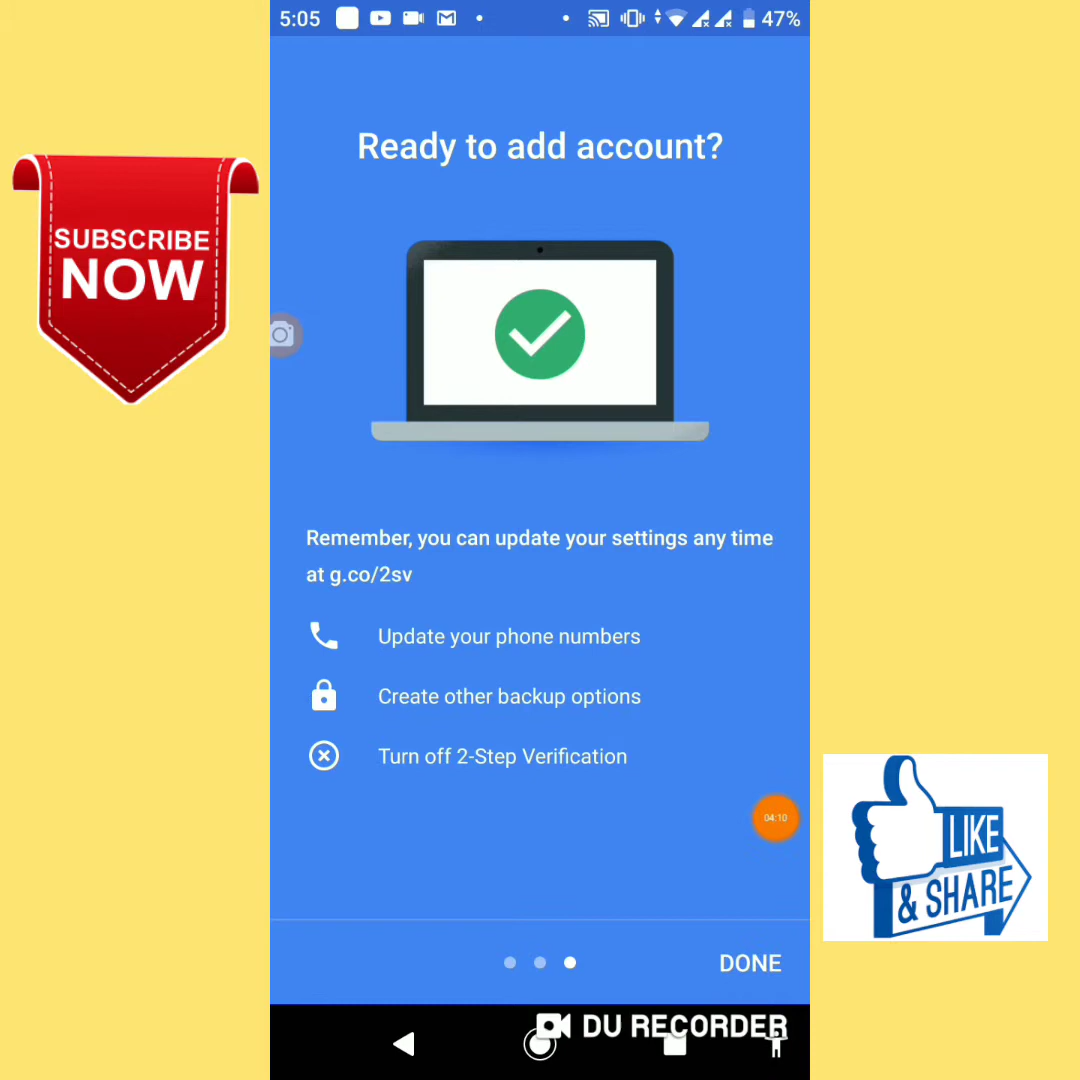 5:05
47%
Ready to add account?
SUBSCRIBE
NOW
Remember, you can update your settings any time
at g.co/2sv
Update your phone numbers
Create other backup options
Turn off 2-Step Verification
04:10
LIKE
& SHARE
DONE
DU RECORDER